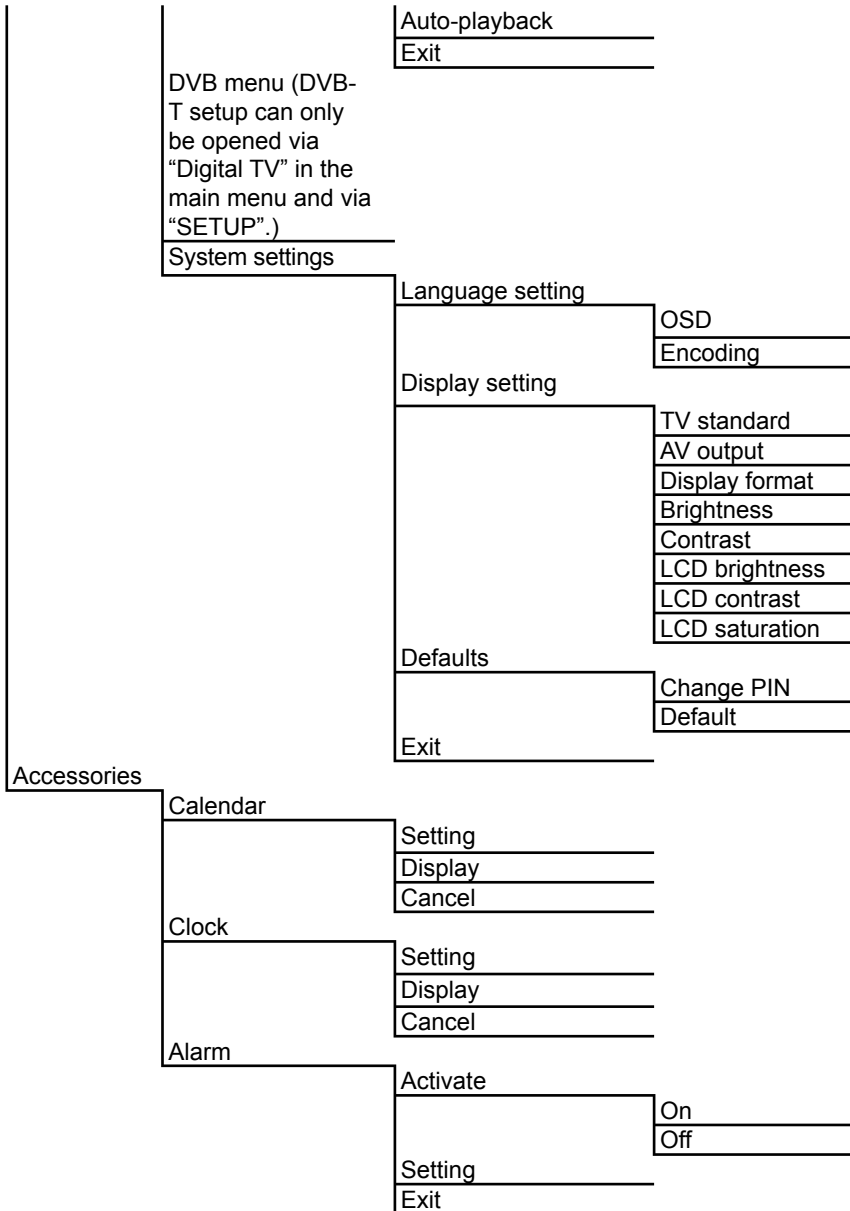 Auto-playback
Exit
DVB menu (DVB-
T setup can only
be opened via
“Digital TV” in the
main menu and via
“SETUP”.)
System settings
Language setting
OSD
Encoding
Display setting
TV standard
AV output
Display format
Brightness
Contrast
LCD brightness
LCD contrast
LCD saturation
Defaults
Change PIN
Default
Exit
Accessories
Calendar
Setting
Display
Cancel
Clock
Setting
Display
Cancel
Alarm
Activate
On
Off
Setting
Exit